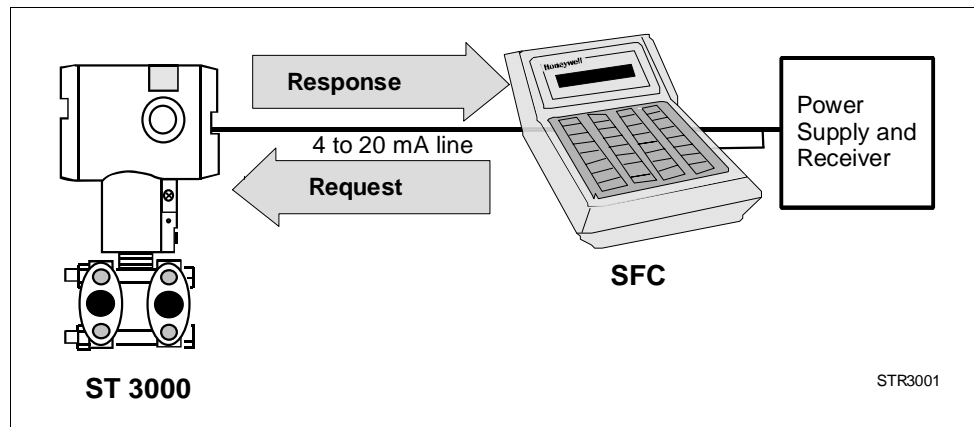 Response
Honeywell
4 to 20 mA line
Request
Power
Supply and
Receiver
SFC
ST 3000
STR3001